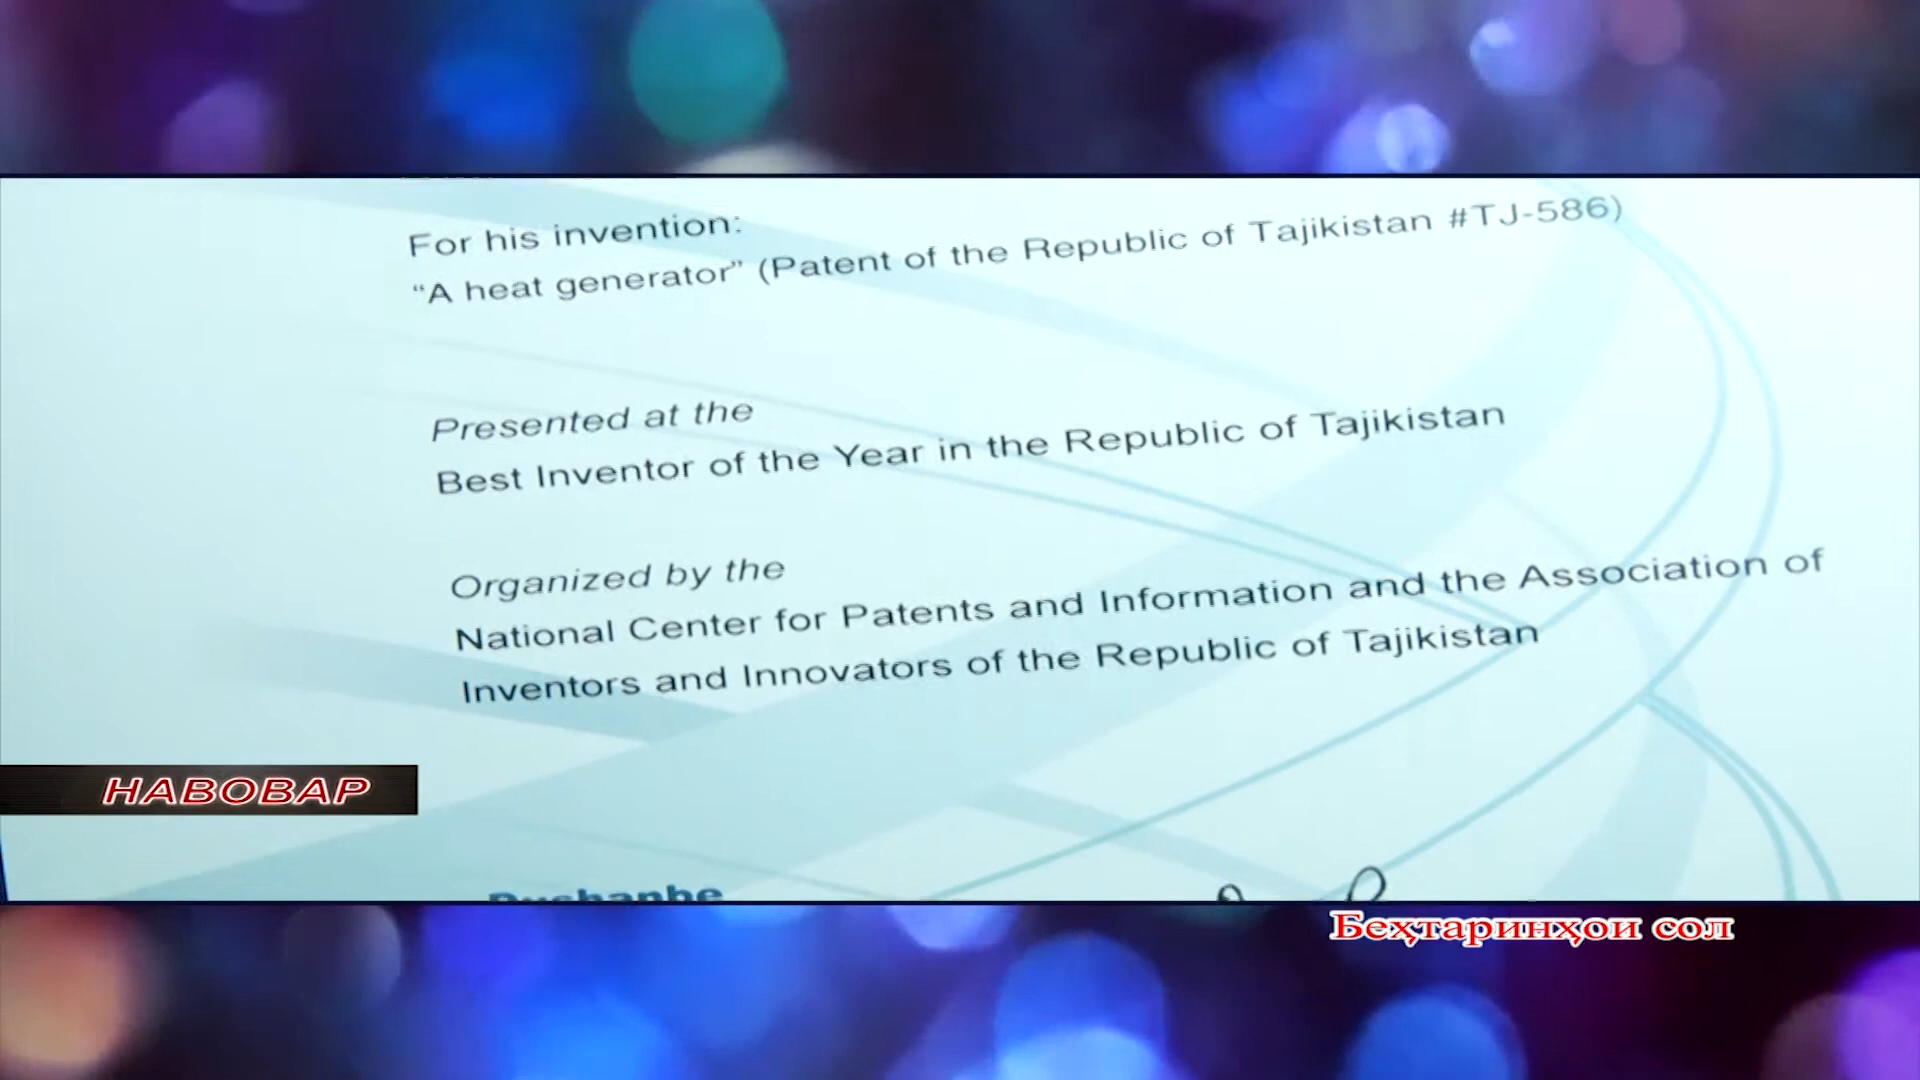 For his invention:
“A heat generator” (Patent of the Republic of Tajikistan #TJ-586)
Presented at the
Best Inventor of the Year in the Republic of Tajikistan
Organized by the
National Center for Patents and Information and the Association of
Inventors and Innovators of the Republic of Tajikistan
НАВОВАР
Dushanbe
Беҳтаринҳои сол